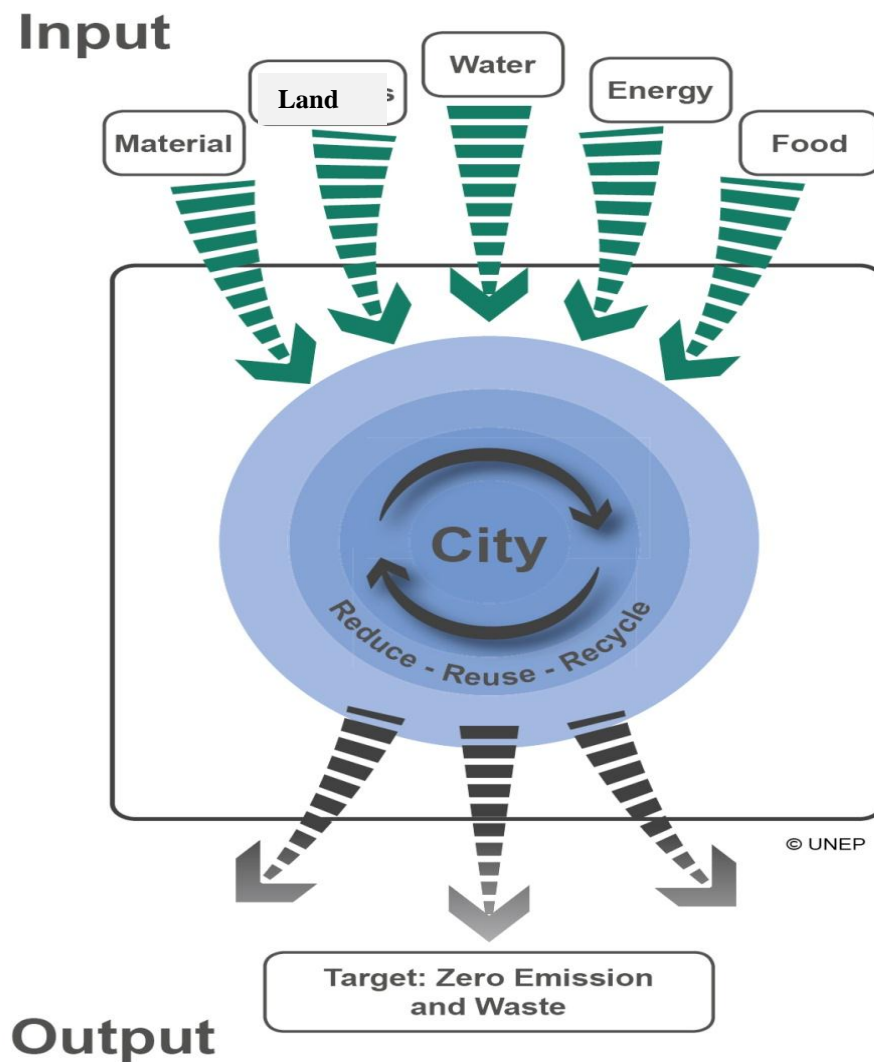 Input
Water
Land
Energy
Material
Food
City
Reduce - Reuse - Recycle
© UNEP
Target: Zero Emission
and Waste
Output